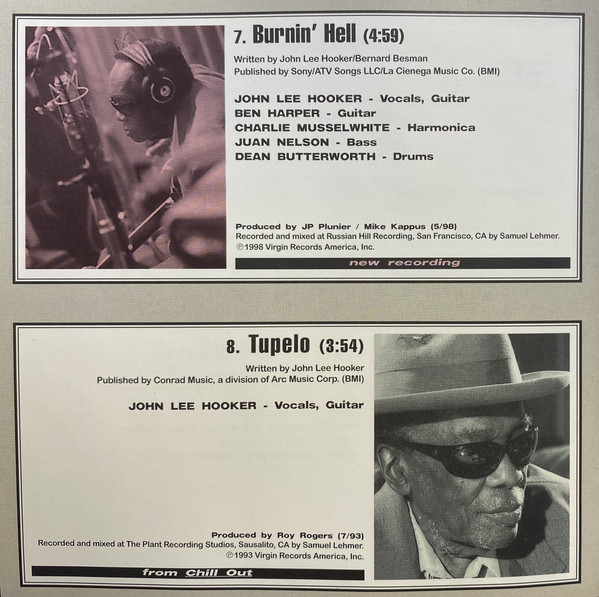 7. Burnin' Hell (4:59)
Written by John Lee Hooker/Bernard Besman
Published by Sony/ATV Songs LLC/La Cienega Music Co. (BMI)
JOHN LEE HOOKER - Vocals, Guitar
BEN HARPER - Guitar
CHARLIE MUSSELWHITE - Harmonica
JUAN NELSON - Bass
DEAN BUTTERWORTH - Drums
Produced by JP Plunier / Mike Kappus (5/98)
Recorded and mixed at Russian Hill Recording, San Francisco, CA by Samuel Lehmer.
℗1998 Virgin Records America, Inc.
new recording
8. Tupelo (3:54)
Written by John Lee Hooker
Published by Conrad Music, a division of Arc Music Corp. (BMI)
JOHN LEE HOOKER - Vocals, Guitar
Produced by Roy Rogers (7/93)
Recorded and mixed at The Plant Recording Studios, Sausalito, CA by Samuel Lehmer.
℗1993 Virgin Records America, Inc.
from Chill Out